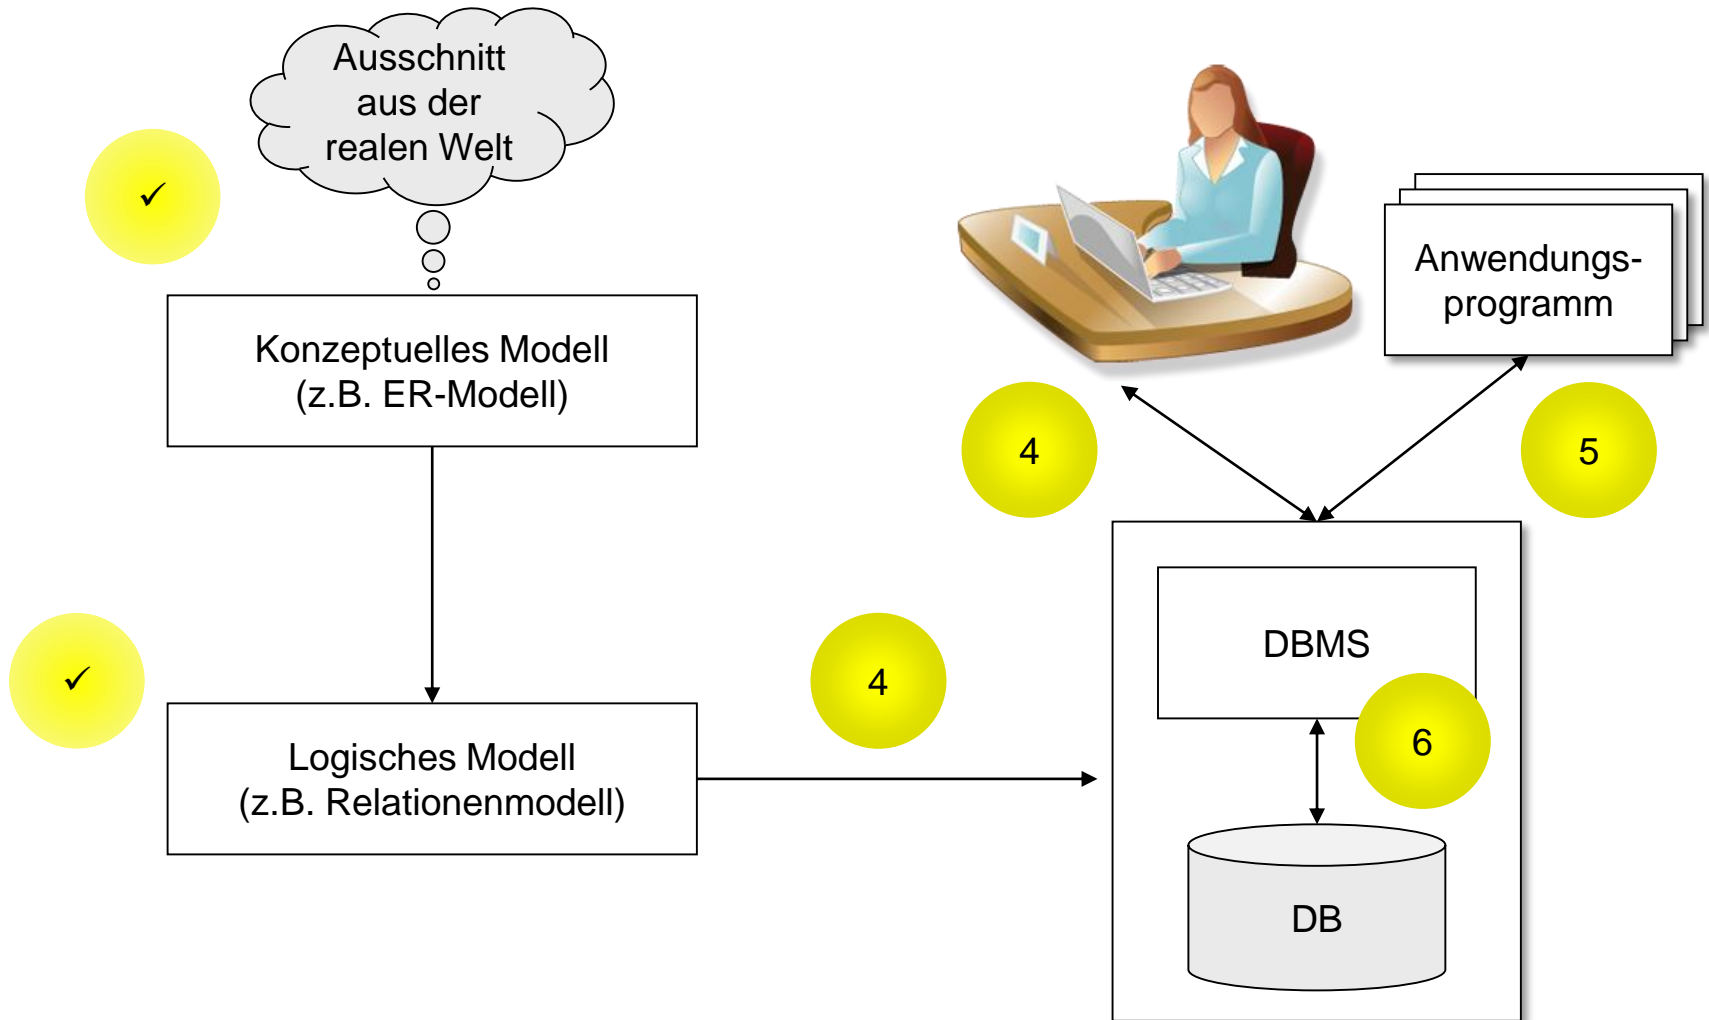 Ausschnitt
aus der
realen Welt
✓
Konzeptuelles Modell
(z.B. ER-Modell)
✓
Logisches Modell
(z.B. Relationenmodell)
4
Anwendungs-
programm
4
5
DBMS
6
DB